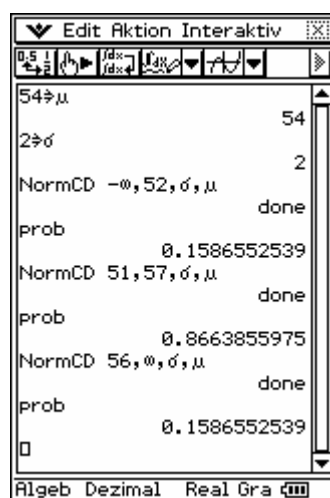 Edit Aktion Interaktiv
54⇒μ
54
2⇒σ
2
NormCD -∞,52,σ,μ
done
prob
0.1586552539
NormCD 51,57,σ,μ
done
prob
0.8663855975
NormCD 56,∞,σ,μ
done
prob
0.1586552539
Algeb Dezimal Real Gra